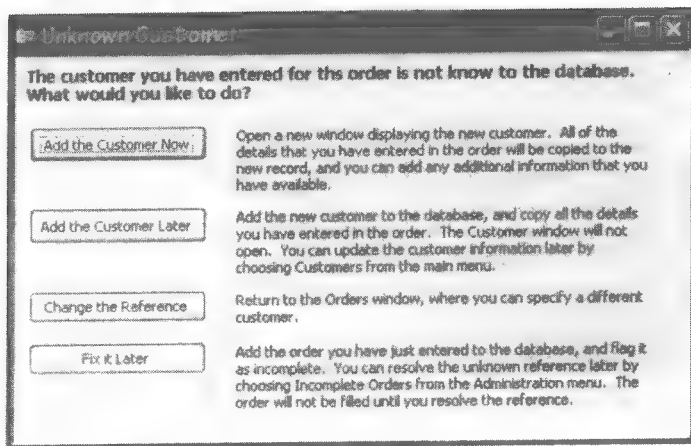 Unknown Customer
The customer you have entered for ths order is not know to the database.
What would you like to do?
Add the Customer Now
Open a new window displaying the new customer. All of the
details that you have entered in the order will be copied to the
new record, and you can add any additional information that you
have available.
Add the Customer Later
Add the new customer to the database, and copy all the details
you have entered in the order. The Customer window will not
open. You can update the customer information later by
choosing Customers from the main menu.
Change the Reference
Return to the Orders window, where you can specify a different
customer.
Fix it Later
Add the order you have just entered to the database, and flag it
as incomplete. You can resolve the unknown reference later by
choosing Incomplete Orders from the Administration menu. The
order will not be filled until you resolve the reference.